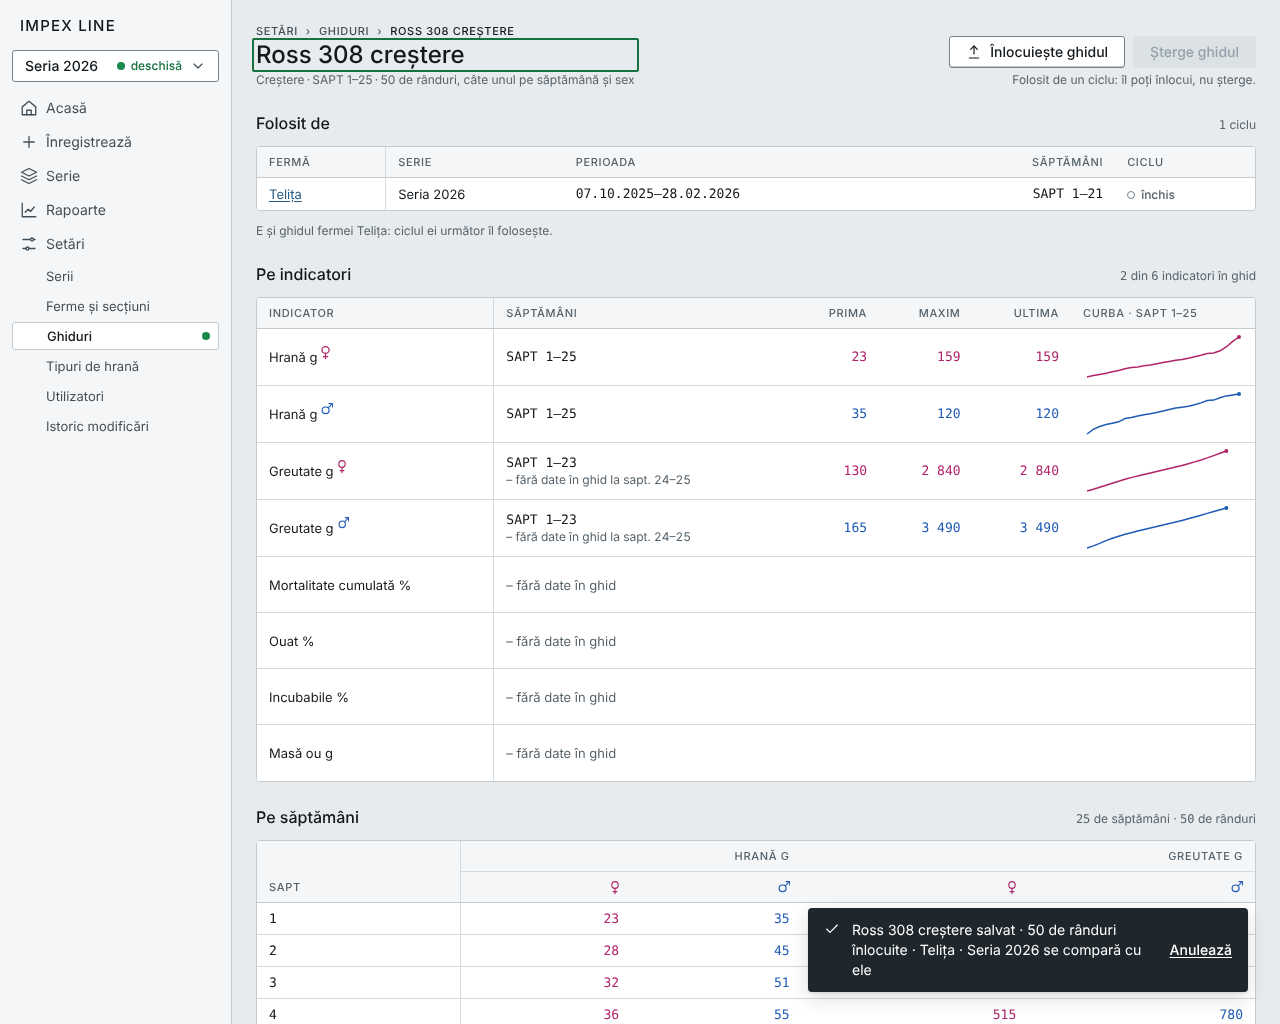 IMPEX LINE
Seria 2026 deschisă
Acasă
Înregistrează
Serie
Rapoarte
Setări
Serii
Ferme și secțiuni
Ghiduri
Tipuri de hrană
Utilizatori
Istoric modificări
SETĂRI › GHIDURI › ROSS 308 CREȘTERE
Ross 308 creștere
Creștere · SAPT 1–25 · 50 de rânduri, câte unul pe săptămână și sex
Înlocuiește ghidul
Șterge ghidul
Folosit de un ciclu: îl poți înlocui, nu șterge.
Folosit de
1 ciclu
FERMĂ SERIE PERIOADA SĂPTĂMÂNI CICLU
Telița Seria 2026 07.10.2025–28.02.2026 SAPT 1–21 închis
E și ghidul fermei Telița: ciclul ei următor îl folosește.
Pe indicatori
2 din 6 indicatori în ghid
INDICATOR SĂPTĂMÂNI PRIMA MAXIM ULTIMA CURBA · SAPT 1–25
Hrană g ♀ SAPT 1–25 23 159 159
Hrană g ♂ SAPT 1–25 35 120 120
Greutate g ♀ SAPT 1–23 130 2 840 2 840
– fără date în ghid la sapt. 24–25
Greutate g ♂ SAPT 1–23 165 3 490 3 490
– fără date în ghid la sapt. 24–25
Mortalitate cumulată % – fără date în ghid
Ouat % – fără date în ghid
Incubabile % – fără date în ghid
Masă ou g – fără date în ghid
Pe săptămâni
25 de săptămâni · 50 de rânduri
HRANĂ G GREUTATE G
SAPT ♀ ♂ ♀ ♂
1 23 35
2 28 45
3 32 51
4 36 55 515 780
Ross 308 creștere salvat · 50 de rânduri
înlocuite · Telița · Seria 2026 se compară cu
ele
Anulează